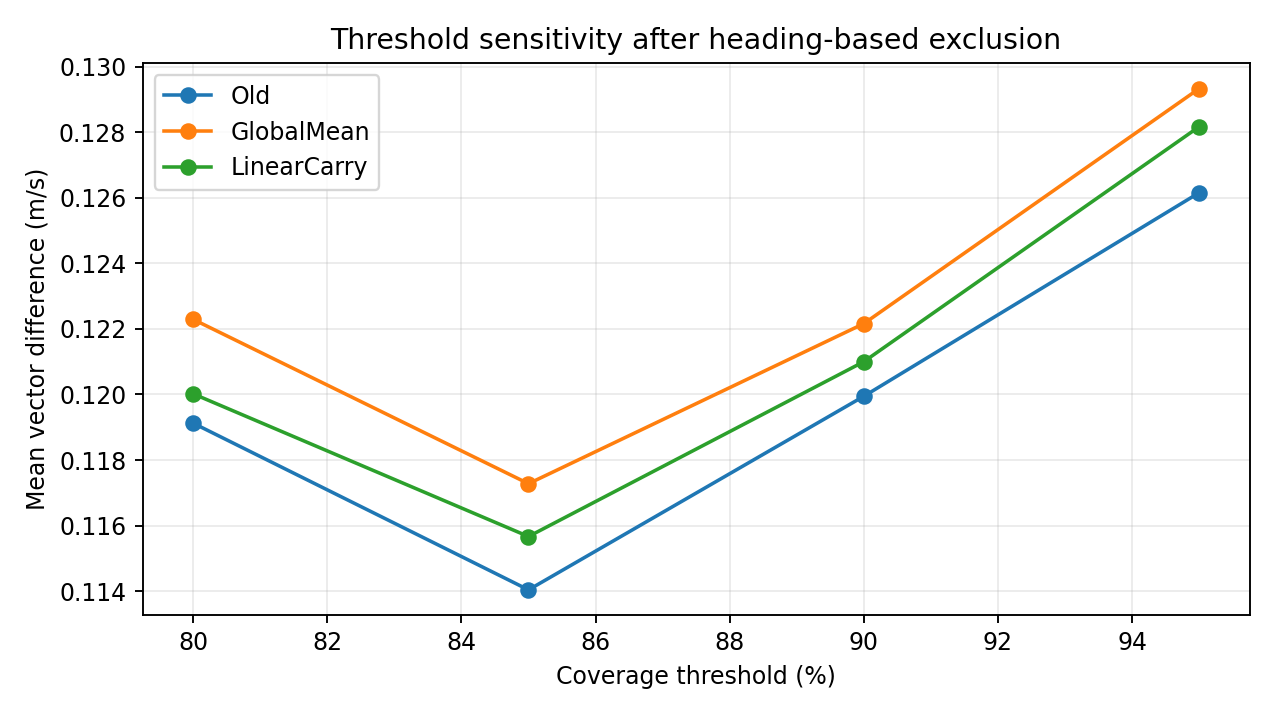 Threshold sensitivity after heading-based exclusion
Old
GlobalMean
LinearCarry
Mean vector difference (m/s)
0.130
0.128
0.126
0.124
0.122
0.120
0.118
0.116
0.114
80 82 84 86 88 90 92 94
Coverage threshold (%)